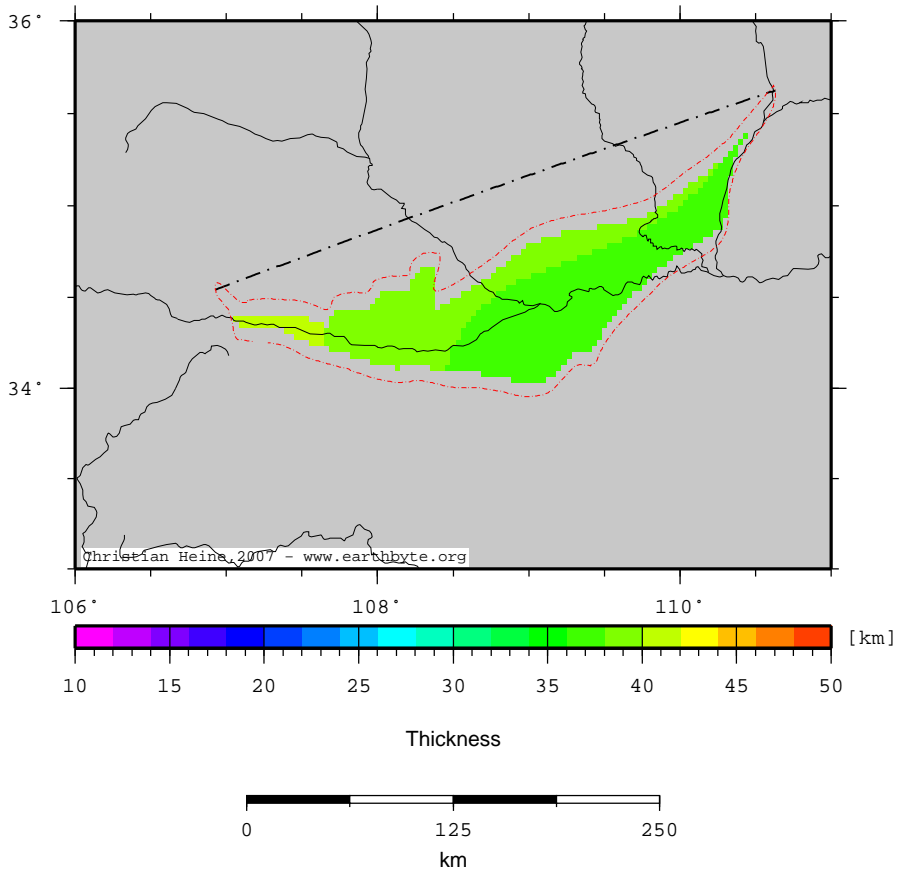 36°
34°
Christian Heine,2007 - www.earthbyte.org
106° 108° 110°
[km]
10 15 20 25 30 35 40 45 50
Thickness
0 125 250
km